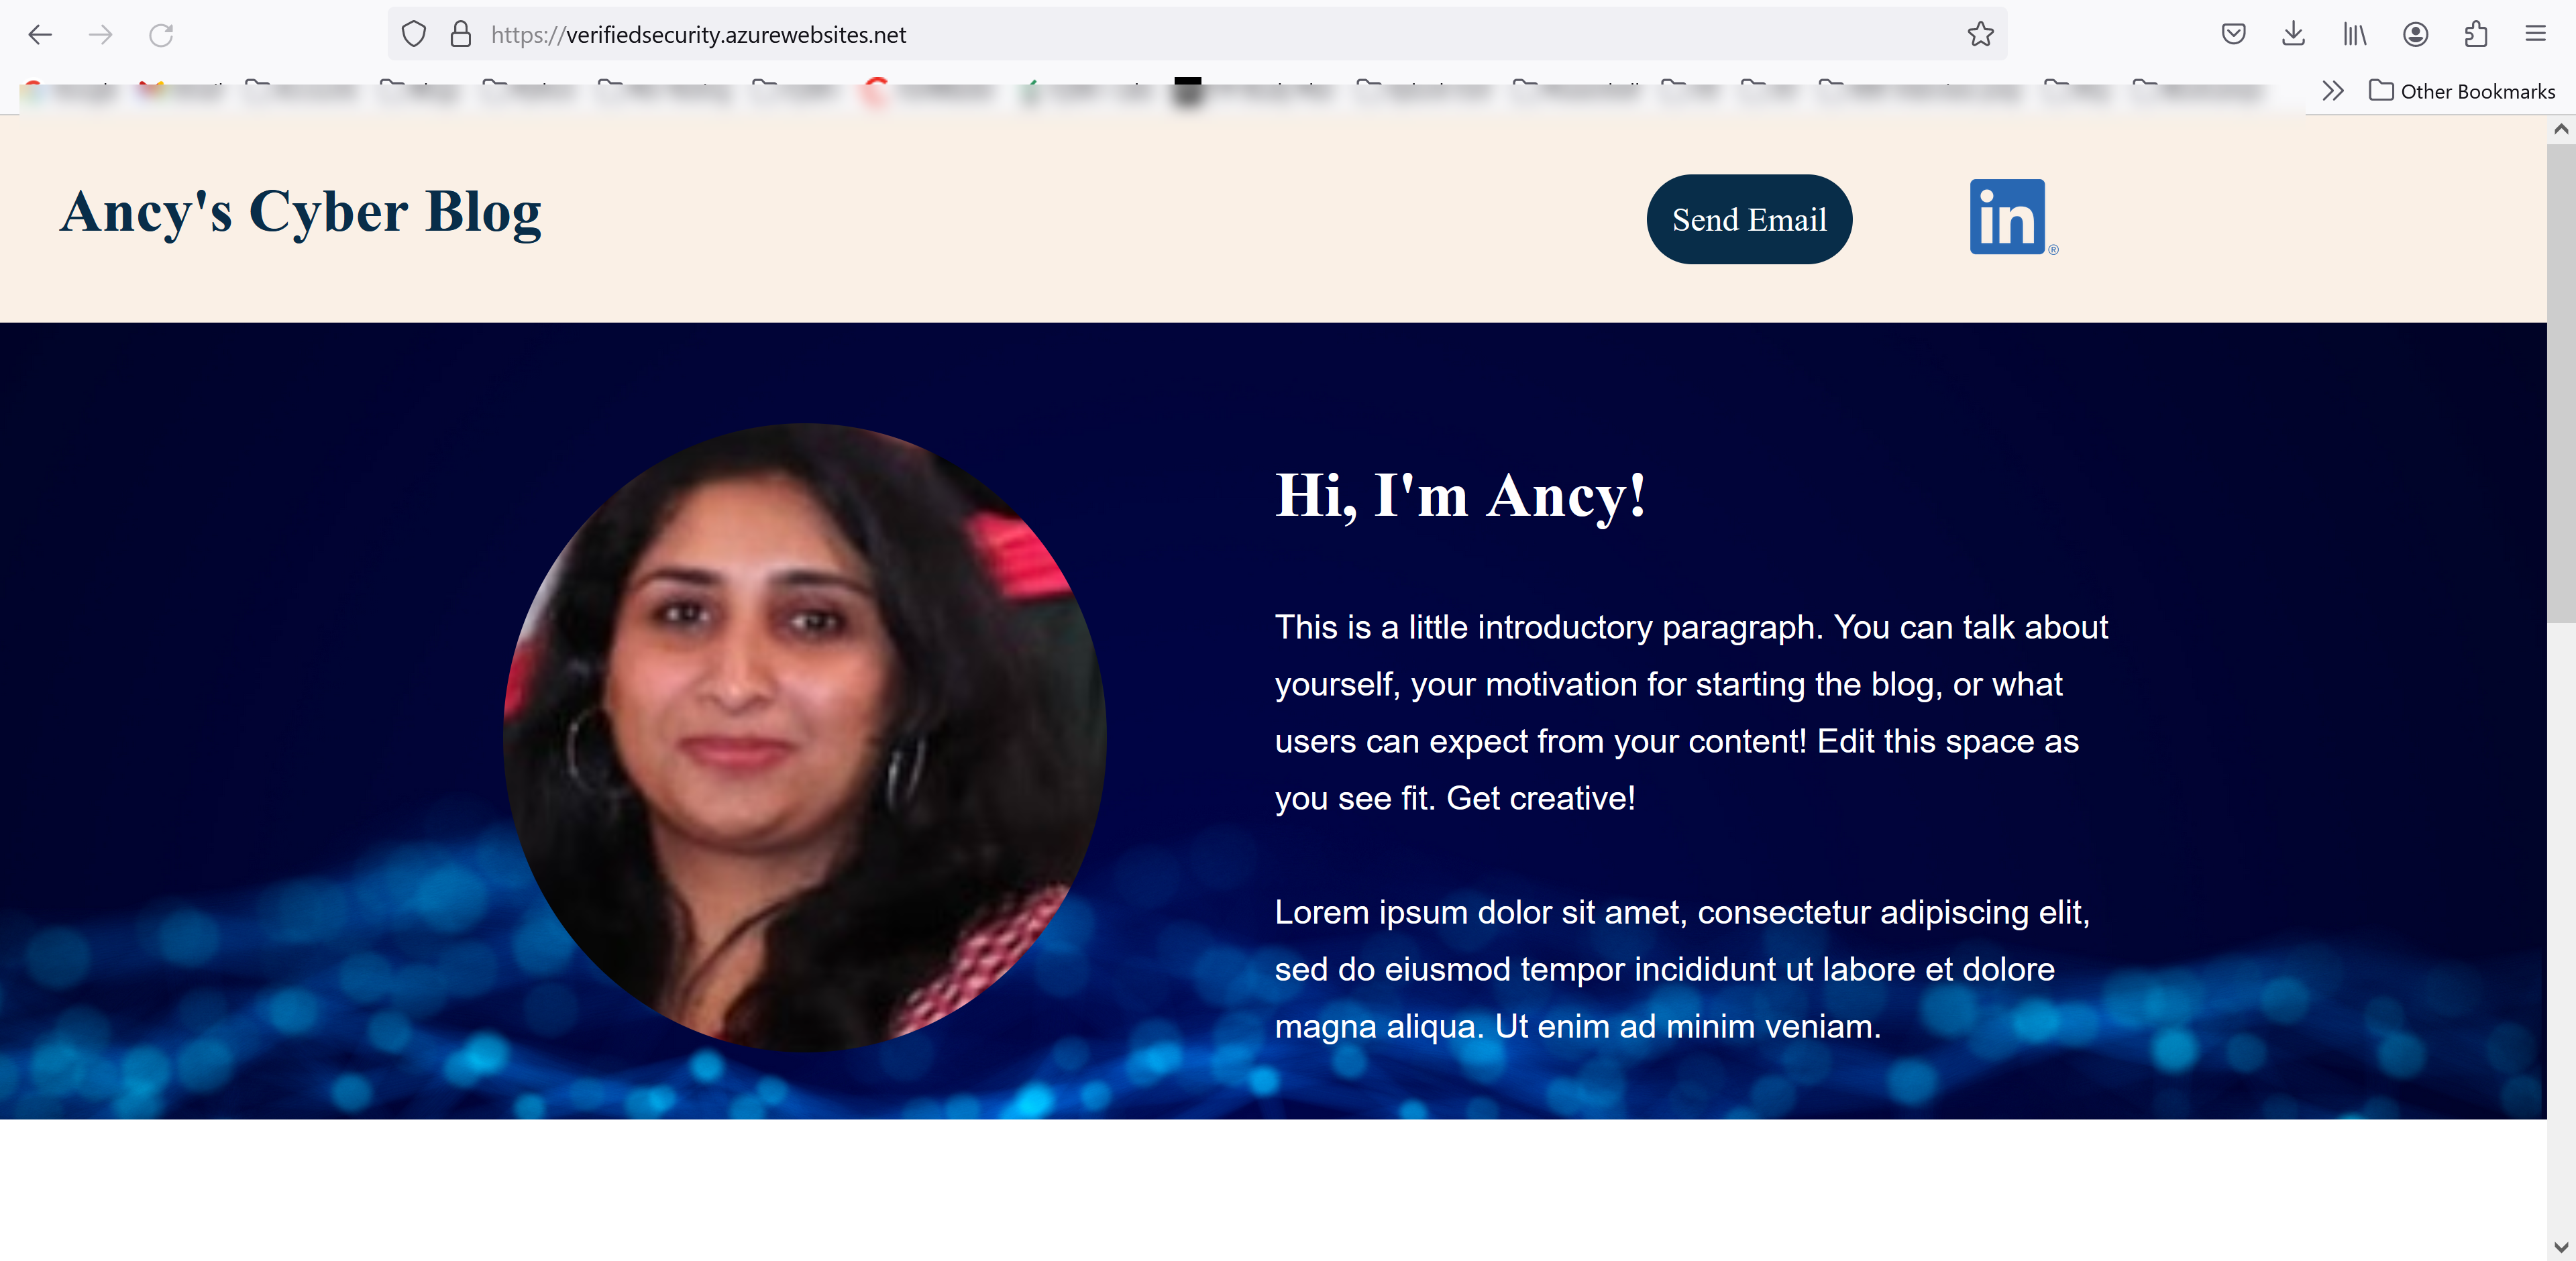 https://verifiedsecurity.azurewebsites.net
Other Bookmarks
Ancy's Cyber Blog
Send Email
in®
Hi, I'm Ancy!
This is a little introductory paragraph. You can talk about
yourself, your motivation for starting the blog, or what
users can expect from your content! Edit this space as
you see fit. Get creative!
Lorem ipsum dolor sit amet, consectetur adipiscing elit,
sed do eiusmod tempor incididunt ut labore et dolore
magna aliqua. Ut enim ad minim veniam.